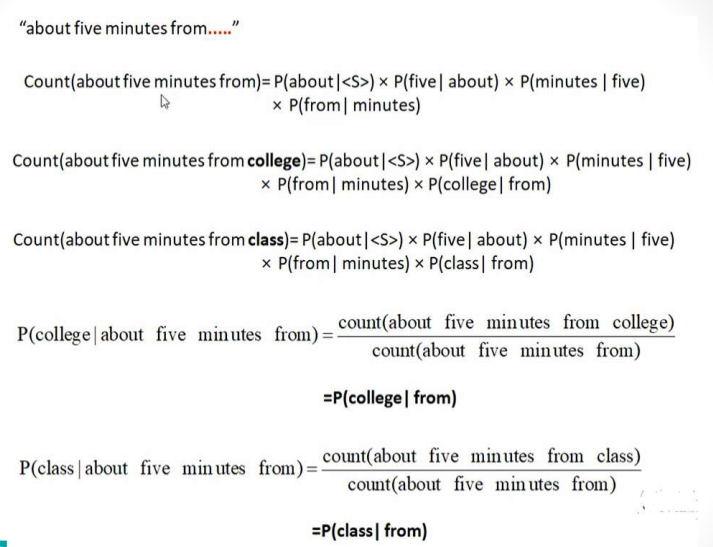 “about five minutes from.....”
Count(about five minutes from)= P(about|<S>) × P(five| about) × P(minutes | five)
× P(from| minutes)
Count(about five minutes from college)= P(about|<S>) × P(five| about) × P(minutes | five)
× P(from| minutes) × P(college| from)
Count(about five minutes from class)= P(about|<S>) × P(five| about) × P(minutes | five)
× P(from| minutes) × P(class| from)
P(college|about five minutes from)= count(about five minutes from college)
count(about five minutes from)
=P(college| from)
P(class|about five minutes from)= count(about five minutes from class)
count(about five minutes from)
=P(class| from)